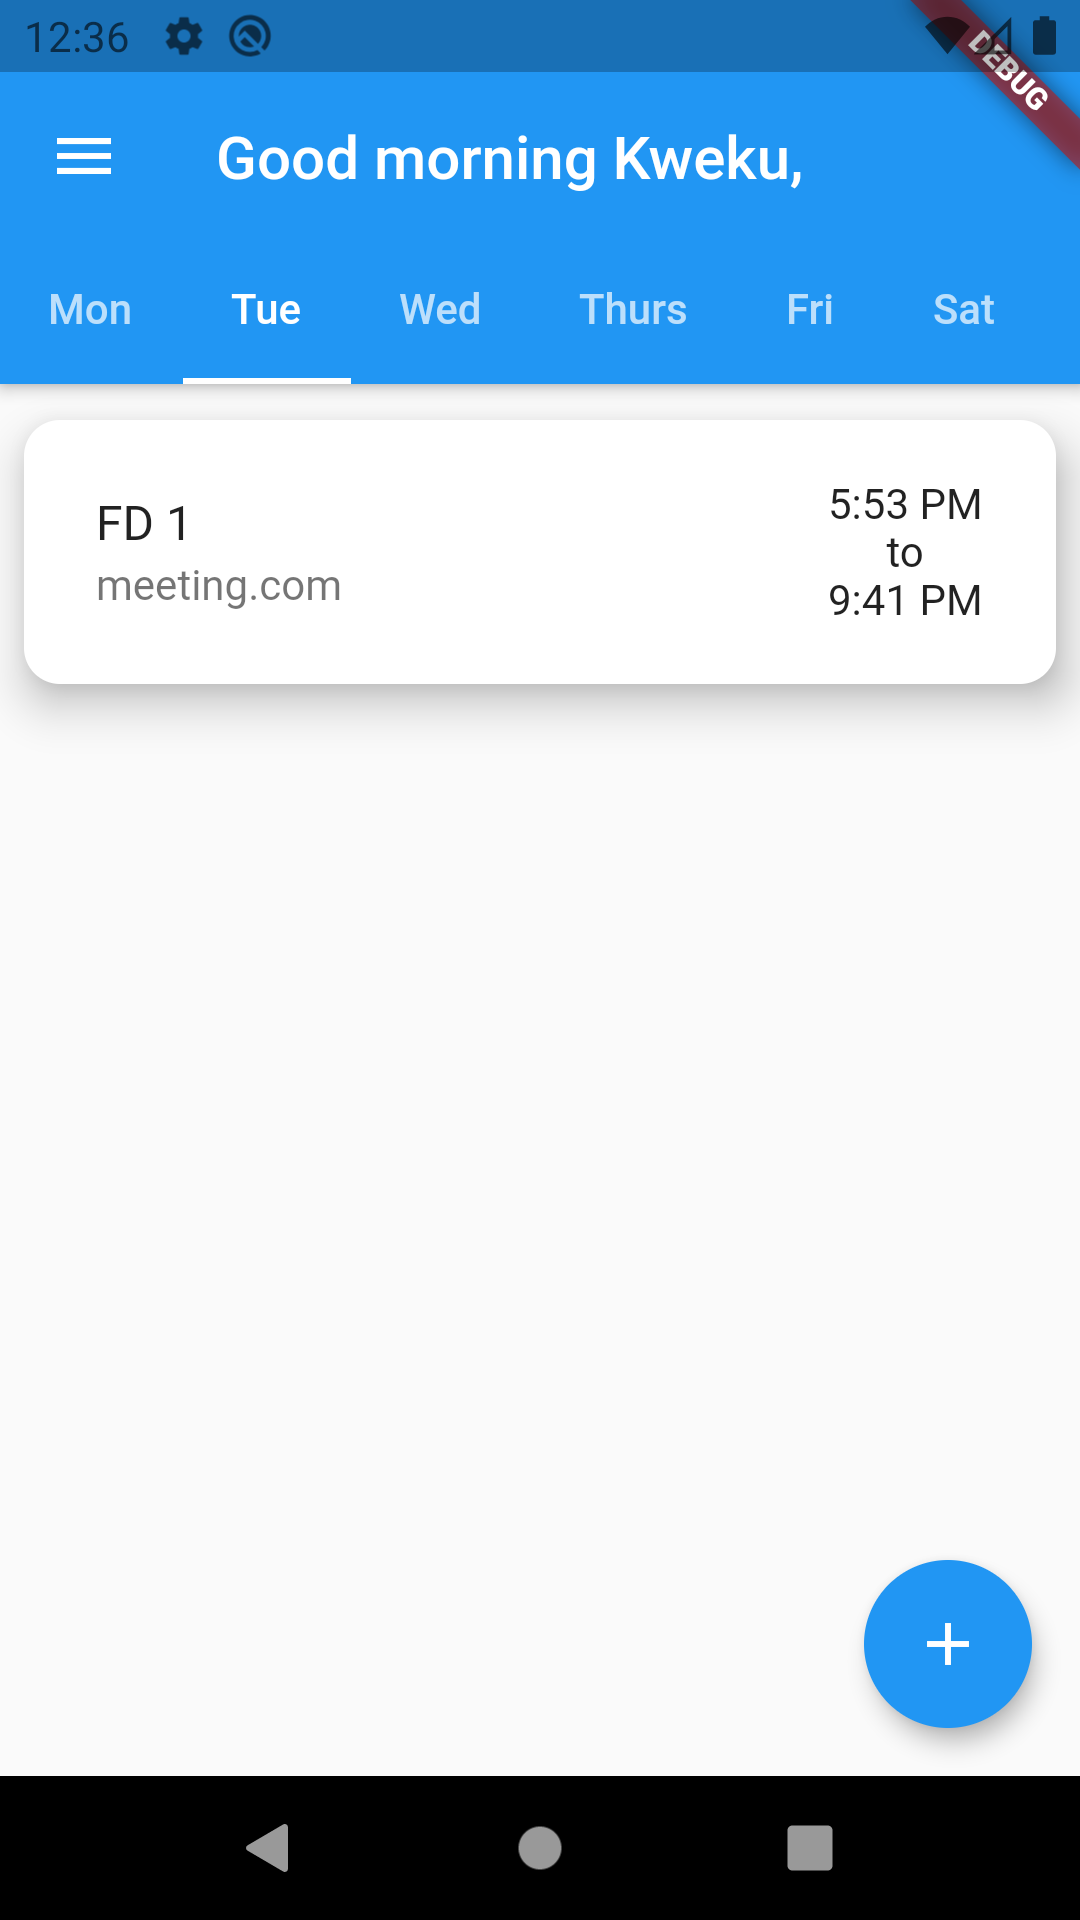 12:36
DEBUG
Good morning Kweku,
Mon Tue Wed Thurs Fri Sat
FD 1
meeting.com
5:53 PM
to
9:41 PM